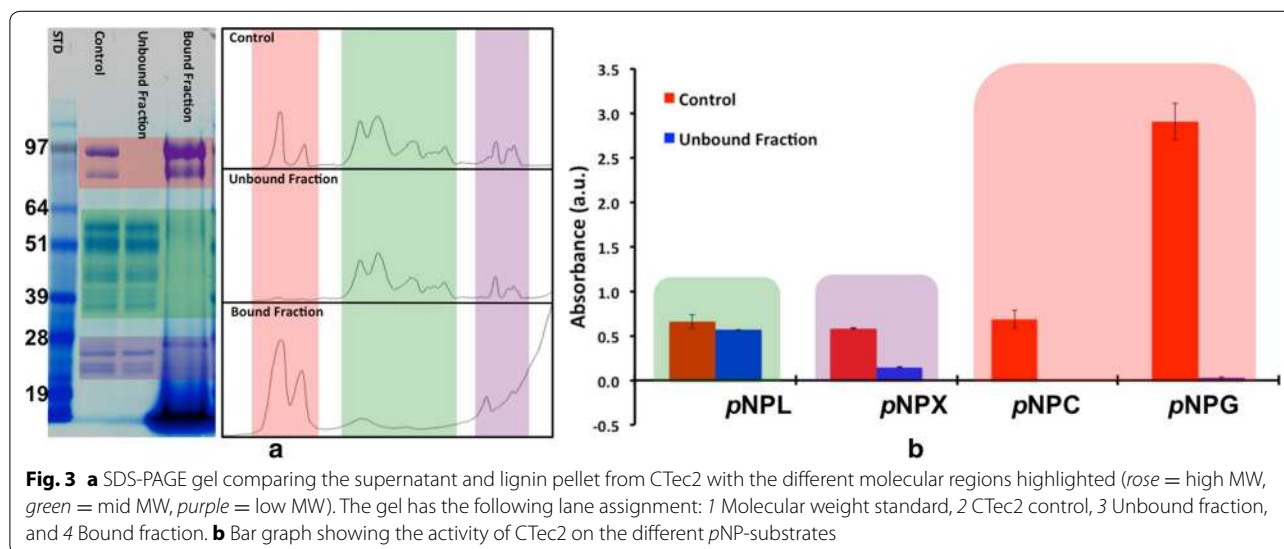 STD
Control
Unbound Fraction
Bound Fraction
97
64
51
39
28
19
Control
Unbound Fraction
Bound Fraction
a
Absorbance (a.u.)
3.5
3.0
2.5
2.0
1.5
1.0
0.5
0.0
-0.5
Control
Unbound Fraction
pNPL
pNPX
pNPC
pNPG
b
Fig. 3 a SDS-PAGE gel comparing the supernatant and lignin pellet from CTec2 with the different molecular regions highlighted (rose = high MW,
green = mid MW, purple = low MW). The gel has the following lane assignment: 1 Molecular weight standard, 2 CTec2 control, 3 Unbound fraction,
and 4 Bound fraction. b Bar graph showing the activity of CTec2 on the different pNP-substrates